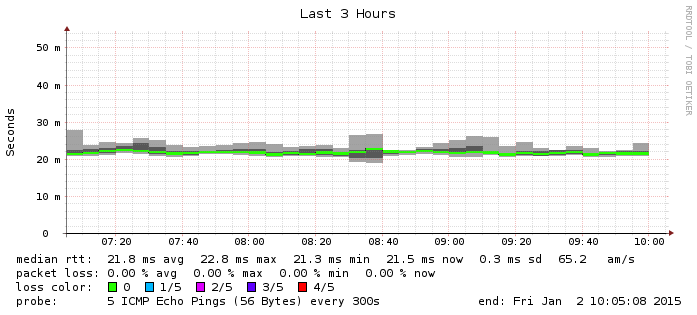 Last 3 Hours
RRDTOOL / TOBI OETIKER
Seconds
50 m
40 m
30 m
20 m
10 m
0
07:20 07:40 08:00 08:20 08:40 09:00 09:20 09:40 10:00
median rtt: 21.8 ms avg 22.8 ms max 21.3 ms min 21.5 ms now 0.3 ms sd 65.2 am/s
packet loss: 0.00 % avg 0.00 % max 0.00 % min 0.00 % now
loss color: 0 1/5 2/5 3/5 4/5
probe: 5 ICMP Echo Pings (56 Bytes) every 300s end: Fri Jan 2 10:05:08 2015